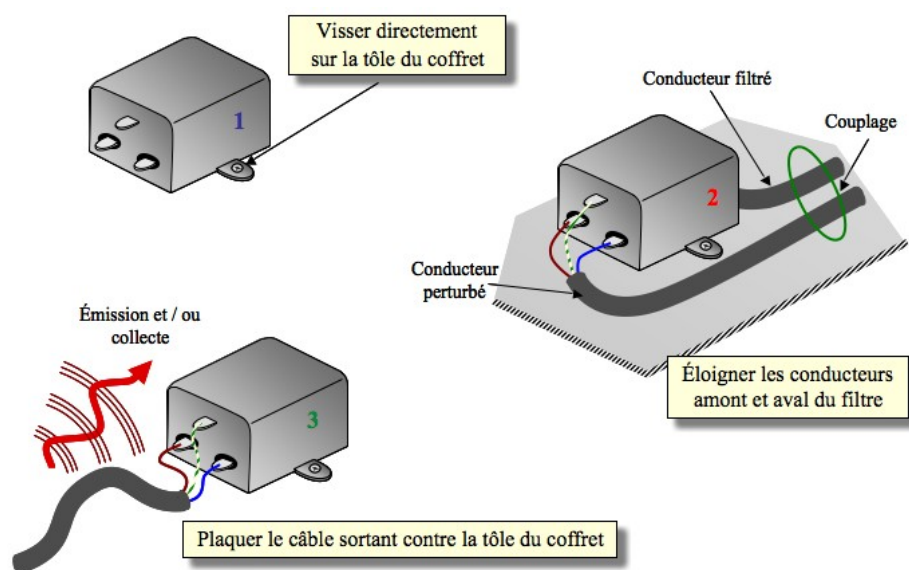 Visser directement
sur la tôle du coffret
1
Conducteur filtré
Couplage
2
Conducteur
perturbé
Émission et / ou
collecte
Éloigner les conducteurs
amont et aval du filtre
3
Plaquer le câble sortant contre la tôle du coffret